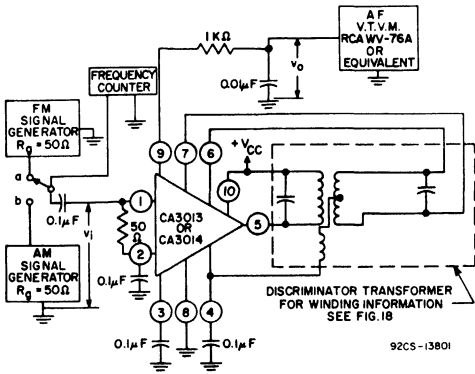 A F
V.T.V.M.
RCA WV-76A
OR
EQUIVALENT
1 KΩ
v₀
0.01µF
FREQUENCY
COUNTER
FM
SIGNAL
GENERATOR
Rg = 50Ω
a
b
0.1µF
vi
AM
SIGNAL
GENERATOR
Rg = 50Ω
50
Ω
0.1µF
9
7
6
+ VCC
10
1
2
CA3013
OR
CA3014
5
3
8
4
0.1µF
0.1µF
DISCRIMINATOR TRANSFORMER
FOR WINDING INFORMATION
SEE FIG.18
92CS-13801